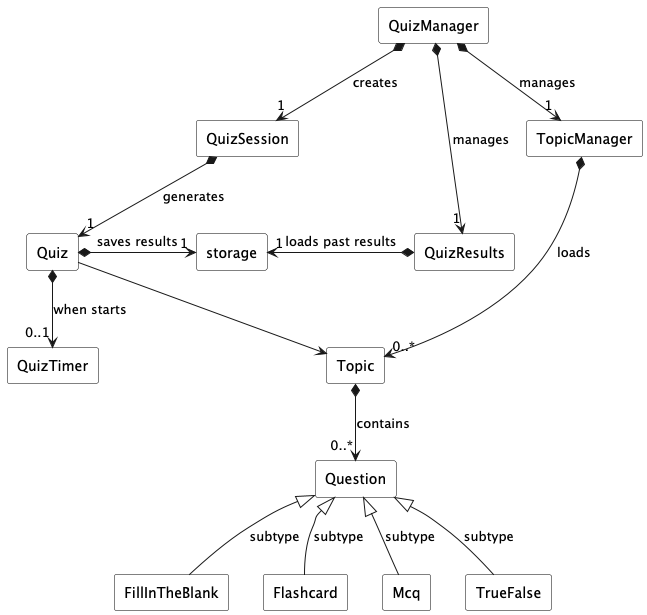 QuizManager
creates
manages
1
1
QuizSession
manages
TopicManager
generates
1
1
Quiz
saves results
1
storage
1
loads past results
QuizResults
loads
when starts
0..1
0..*
QuizTimer
Topic
contains
0..*
Question
subtype
subtype
subtype
subtype
FillInTheBlank
Flashcard
Mcq
TrueFalse